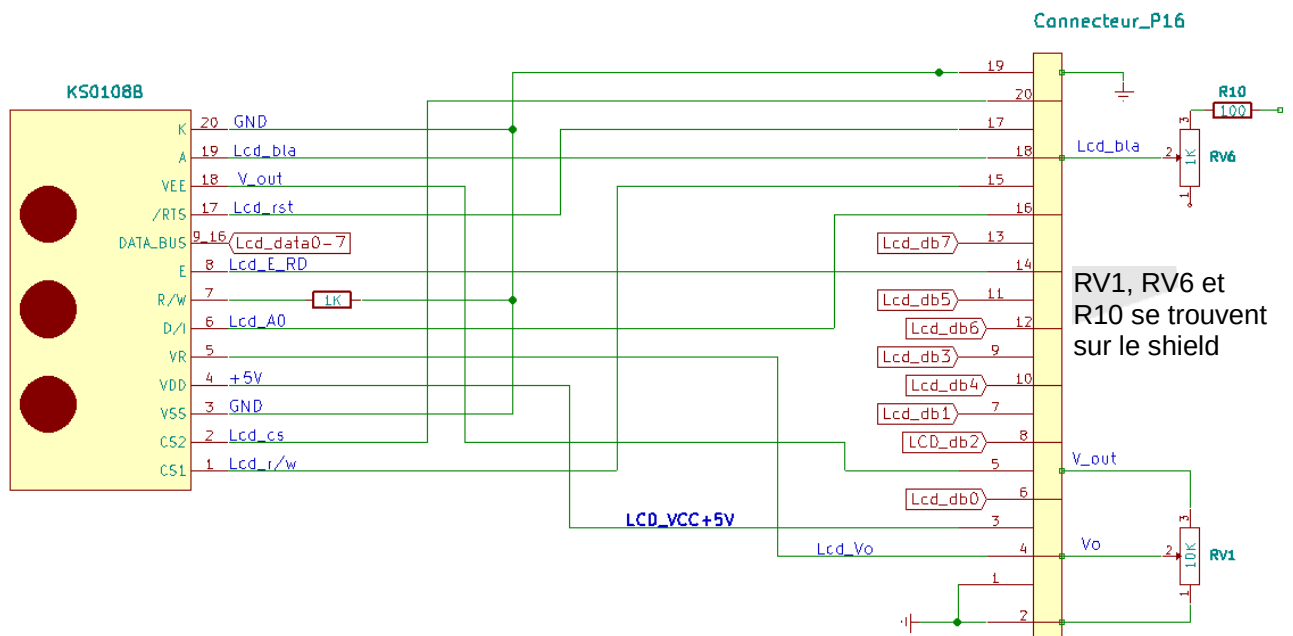 Connecteur_P16
KS0108B
K 20 GND
A 19 Lcd_bla
VEE 18 V_out
/RTS 17 Lcd_rst
DATA_BUS 9_16 Lcd_data0-7
E 8 Lcd_E_RD
R/W 7 1K
D/I 6 Lcd_A0
VR 5
VDD 4 +5V
VSS 3 GND
CS2 2 Lcd_cs
CS1 1 Lcd_r/w
LCD_VCC+5V
Lcd_Vo
19
20
17
18
15
16
Lcd_db7 13
14
Lcd_db5 11
Lcd_db6 12
Lcd_db3 9
Lcd_db4 10
Lcd_db1 7
LCD_db2 8
5
Lcd_db0 6
3
4
1
2
R10
100
Lcd_bla
3
2
1K
1
RV6
RV1, RV6 et
R10 se trouvent
sur le shield
V_out
Vo
3
2
10K
1
RV1